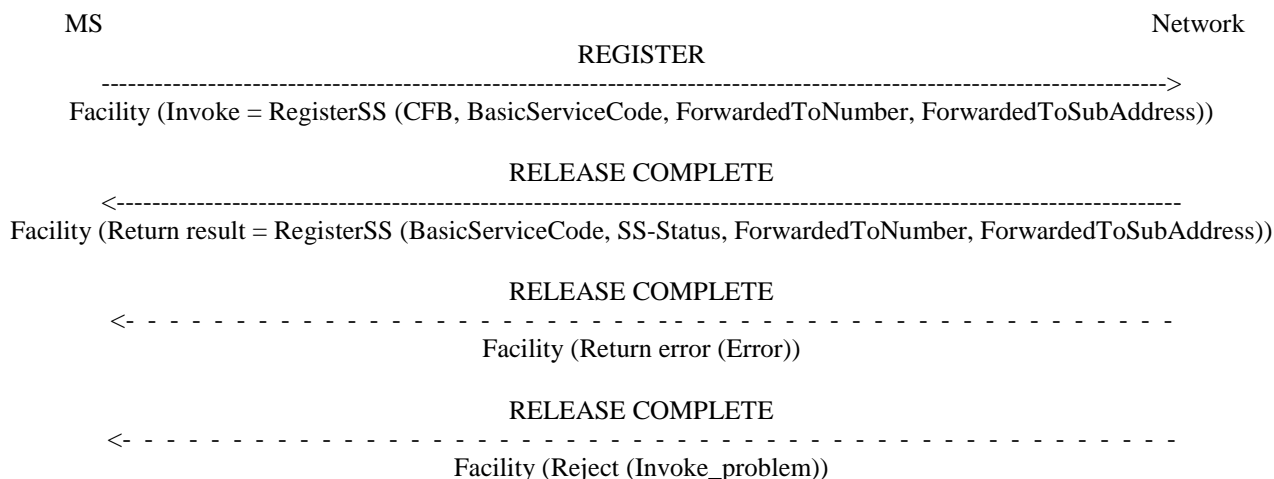 MS Network
REGISTER
------------------------------------------------------------------------------------------------------------------------>
Facility (Invoke = RegisterSS (CFB, BasicServiceCode, ForwardedToNumber, ForwardedToSubAddress))
RELEASE COMPLETE
<------------------------------------------------------------------------------------------------------------------------
Facility (Return result = RegisterSS (BasicServiceCode, SS-Status, ForwardedToNumber, ForwardedToSubAddress))
RELEASE COMPLETE
<- - - - - - - - - - - - - - - - - - - - - - - - - - - - - - - - - - - - - - - - - - - - - - - -
Facility (Return error (Error))
RELEASE COMPLETE
<- - - - - - - - - - - - - - - - - - - - - - - - - - - - - - - - - - - - - - - - - - - - - - - -
Facility (Reject (Invoke_problem))